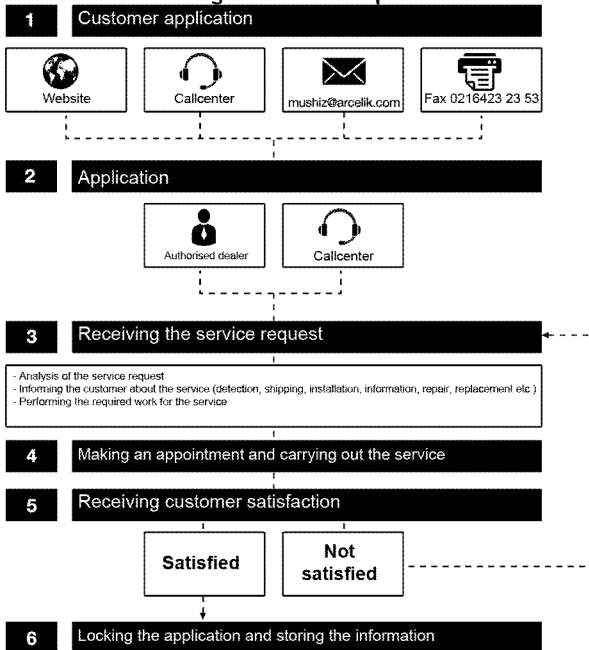 1 Customer application
Website
Callcenter
mushiz@arcelik.com
Fax 0216423 23 53
2 Application
Authorised dealer
Callcenter
3 Receiving the service request
- Analysis of the service request
- Informing the customer about the service (detection, shipping, installation, information, repair, replacement etc.)
- Performing the required work for the service
4 Making an appointment and carrying out the service
5 Receiving customer satisfaction
Satisfied
Not
satisfied
6 Locking the application and storing the information